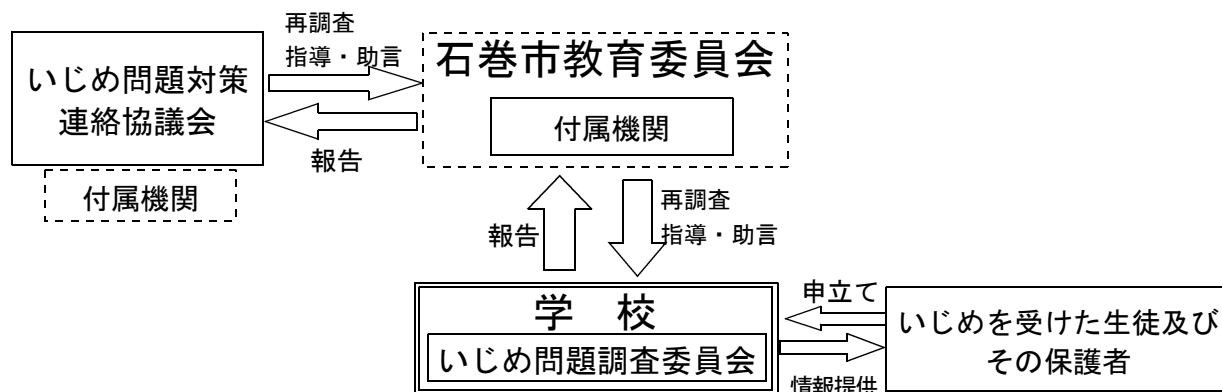 再調査
指導・助言
いじめ問題対策
連絡協議会
付属機関
報告
石巻市教育委員会
付属機関
報告
再調査
指導・助言
学　校
いじめ問題調査委員会
申立て
情報提供
いじめを受けた生徒及び
その保護者